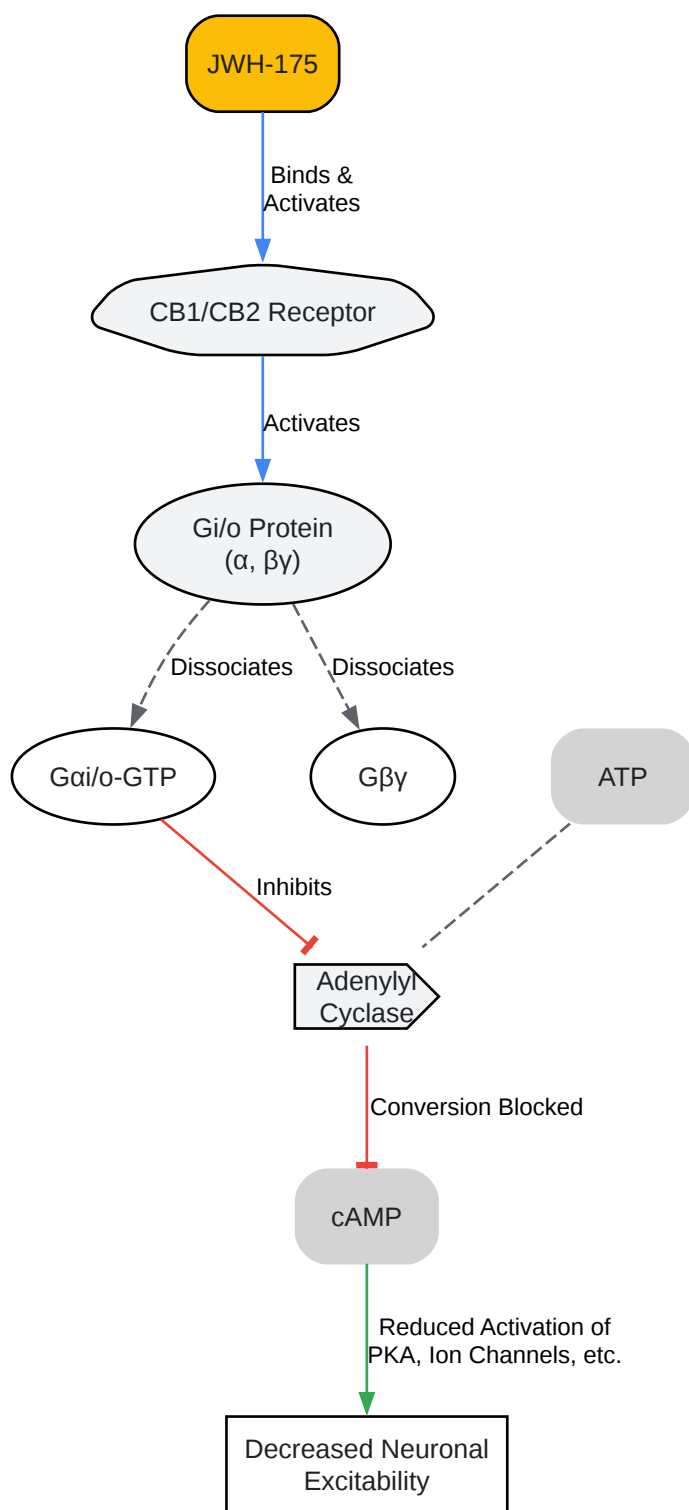 JWH-175
Binds &
Activates
CB1/CB2 Receptor
Activates
Gi/o Protein
(α, βγ)
Dissociates
Dissociates
Gαi/o-GTP
Gβγ
ATP
Inhibits
Adenylyl
Cyclase
Conversion Blocked
cAMP
Reduced Activation of
PKA, Ion Channels, etc.
Decreased Neuronal
Excitability